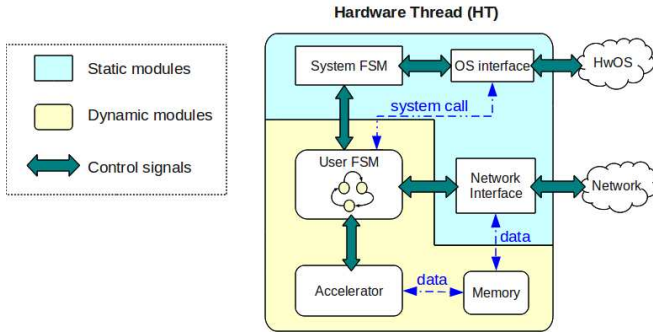 Hardware Thread (HT)
Static modules
Dynamic modules
Control signals
System FSM
OS interface
HwOS
system call
User FSM
Network
Interface
Network
data
Accelerator
data
Memory